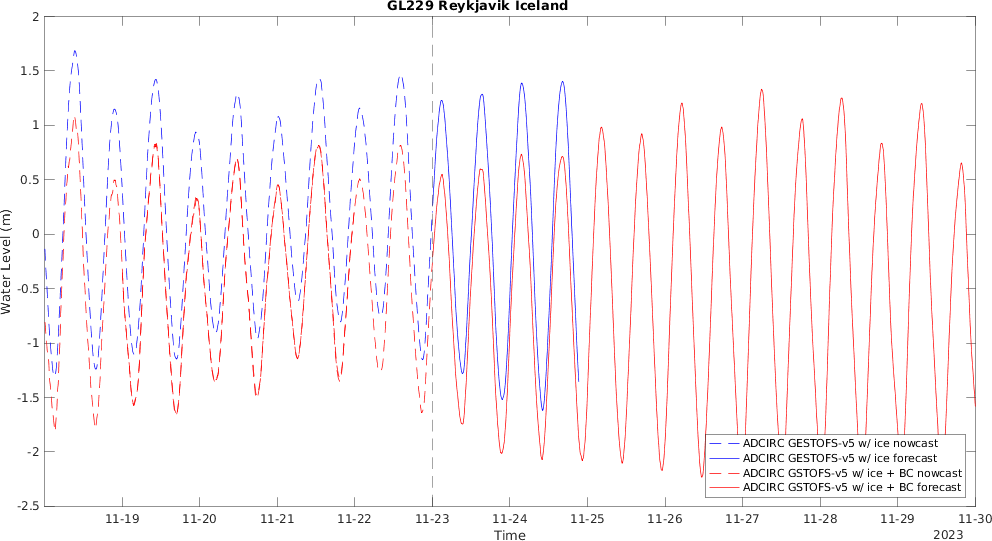 GL229 Reykjavik Iceland
Water Level (m)
2
1.5
1
0.5
0
-0.5
-1
-1.5
-2
-2.5
ADCIRC GESTOFS-v5 w/ ice nowcast
ADCIRC GESTOFS-v5 w/ ice forecast
ADCIRC GSTOFS-v5 w/ ice + BC nowcast
ADCIRC GSTOFS-v5 w/ ice + BC forecast
11-19 11-20 11-21 11-22 11-23 11-24 11-25 11-26 11-27 11-28 11-29 11-30
Time
2023